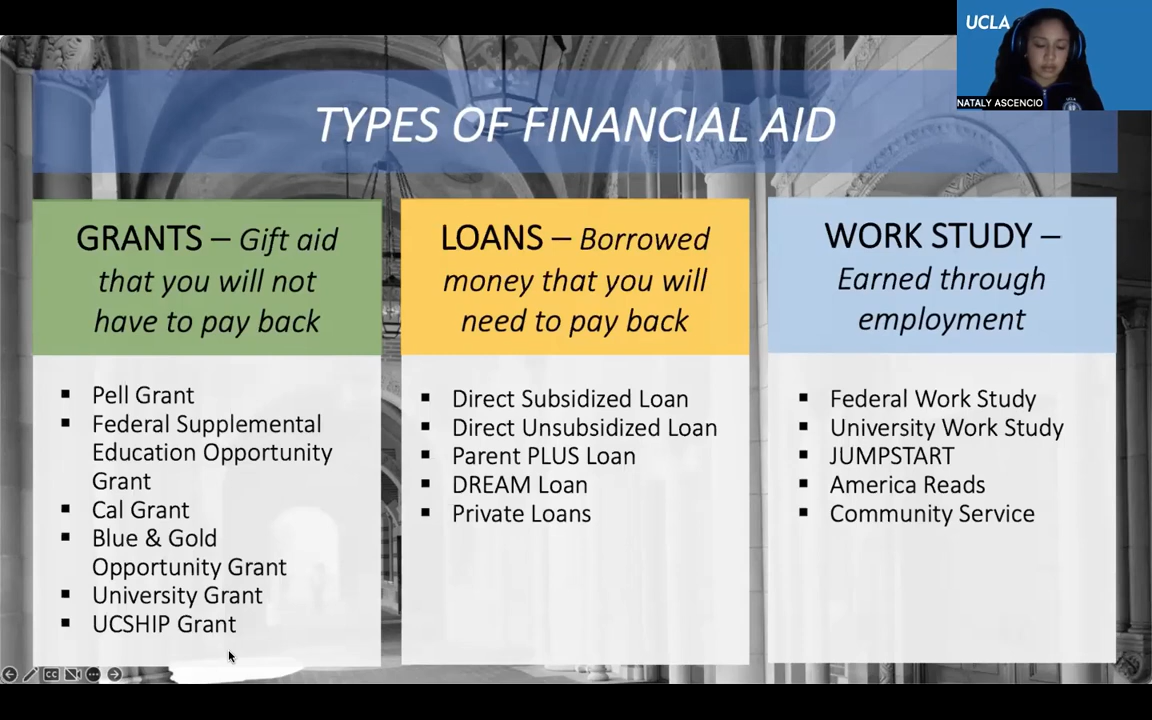 UCLA
NATALY ASCENCIO
TYPES OF FINANCIAL AID
GRANTS – Gift aid
that you will not
have to pay back
▪ Pell Grant
▪ Federal Supplemental
Education Opportunity
Grant
▪ Cal Grant
▪ Blue & Gold
Opportunity Grant
▪ University Grant
▪ UCSHIP Grant
LOANS – Borrowed
money that you will
need to pay back
▪ Direct Subsidized Loan
▪ Direct Unsubsidized Loan
▪ Parent PLUS Loan
▪ DREAM Loan
▪ Private Loans
WORK STUDY –
Earned through
employment
▪ Federal Work Study
▪ University Work Study
▪ JUMPSTART
▪ America Reads
▪ Community Service
CC